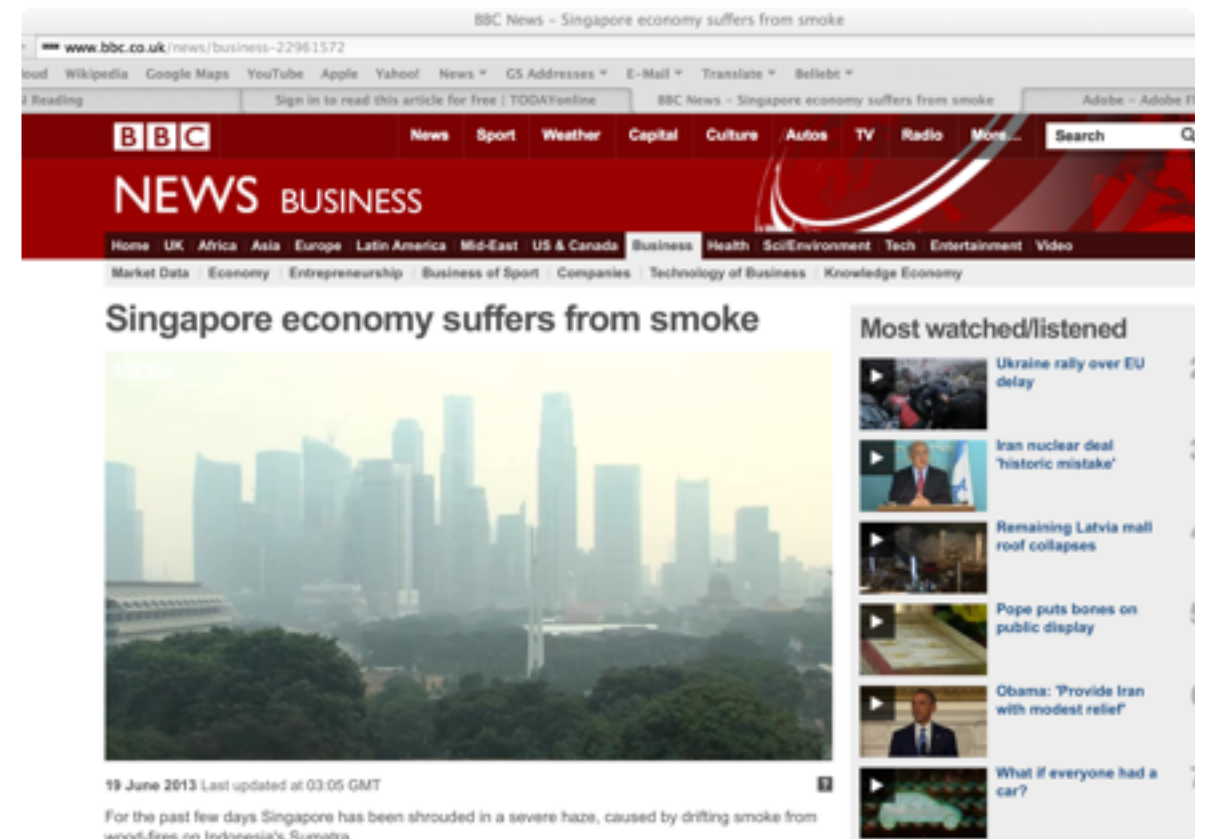 BBC News – Singapore economy suffers from smoke
www.bbc.co.uk/news/business-22961572
Wikipedia Google Maps YouTube Apple Yahoo! News GS Addresses E-Mail Translate Beliebt
Reading Sign in to read this article for free | TODAYonline BBC News – Singapore economy suffers from smoke Adobe – Adobe
BBC News Sport Weather Capital Culture Autos TV Radio More... Search
NEWS BUSINESS
Home UK Africa Asia Europe Latin America Mid-East US & Canada Business Health Sci/Environment Tech Entertainment Video
Market Data Economy Entrepreneurship Business of Sport Companies Technology of Business Knowledge Economy
Singapore economy suffers from smoke
19 June 2013 Last updated at 03:05 GMT
For the past few days Singapore has been shrouded in a severe haze, caused by drifting smoke from
wood-fires on Indonesia's Sumatra
Most watched/listened
Ukraine rally over EU
delay
Iran nuclear deal
'historic mistake'
Remaining Latvia mall
roof collapses
Pope puts bones on
public display
Obama: 'Provide Iran
with modest relief'
What if everyone had a
car?